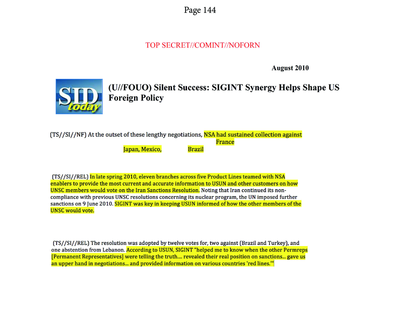 Page 144
TOP SECRET//COMINT//NOFORN
August 2010
SID
today
(U//FOUO) Silent Success: SIGINT Synergy Helps Shape US
Foreign Policy
(TS//SI//NF) At the outset of these lengthy negotiations, NSA had sustained collection against
France
Japan, Mexico, Brazil
(TS//SI//REL) In late spring 2010, eleven branches across five Product Lines teamed with NSA
enablers to provide the most current and accurate information to USUN and other customers on how
UNSC members would vote on the Iran Sanctions Resolution. Noting that Iran continued its non-
compliance with previous UNSC resolutions concerning its nuclear program, the UN imposed further
sanctions on 9 June 2010. SIGINT was key in keeping USUN informed of how the other members of the
UNSC would vote.
(TS//SI//REL) The resolution was adopted by twelve votes for, two against (Brazil and Turkey), and
one abstention from Lebanon. According to USUN, SIGINT "helped me to know when the other Permreps
[Permanent Representatives] were telling the truth.... revealed their real position on sanctions... gave us
an upper hand in negotiations... and provided information on various countries 'red lines.'"